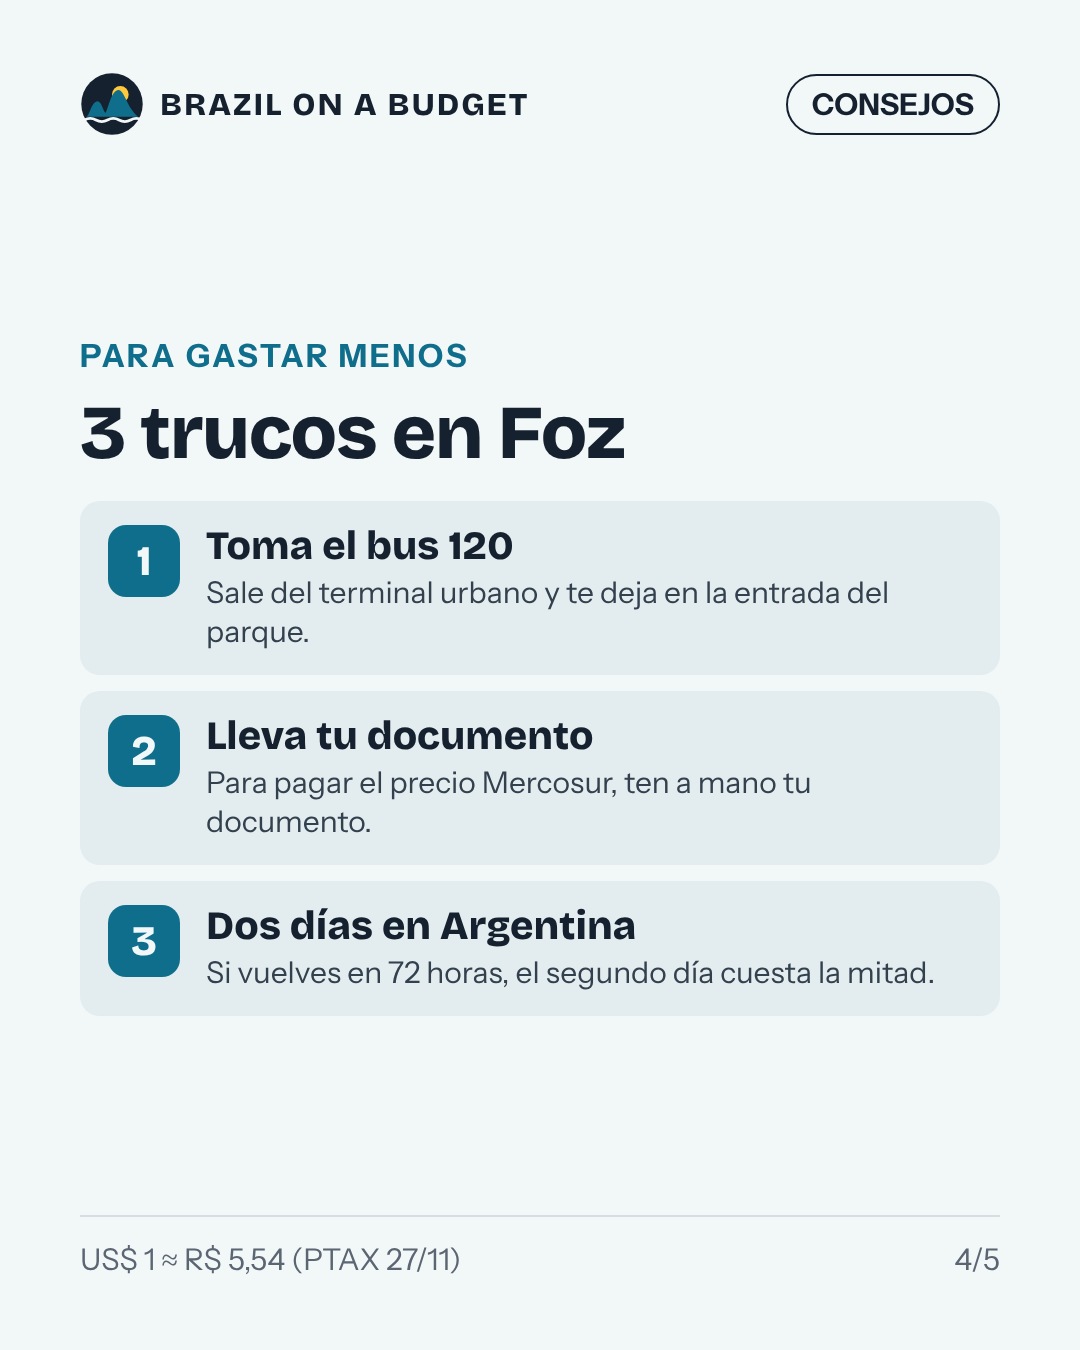 BRAZIL ON A BUDGET
CONSEJOS
PARA GASTAR MENOS
3 trucos en Foz
1
Toma el bus 120
Sale del terminal urbano y te deja en la entrada del
parque.
2
Lleva tu documento
Para pagar el precio Mercosur, ten a mano tu
documento.
3
Dos días en Argentina
Si vuelves en 72 horas, el segundo día cuesta la mitad.
US$ 1 ≈ R$ 5,54 (PTAX 27/11)
4/5